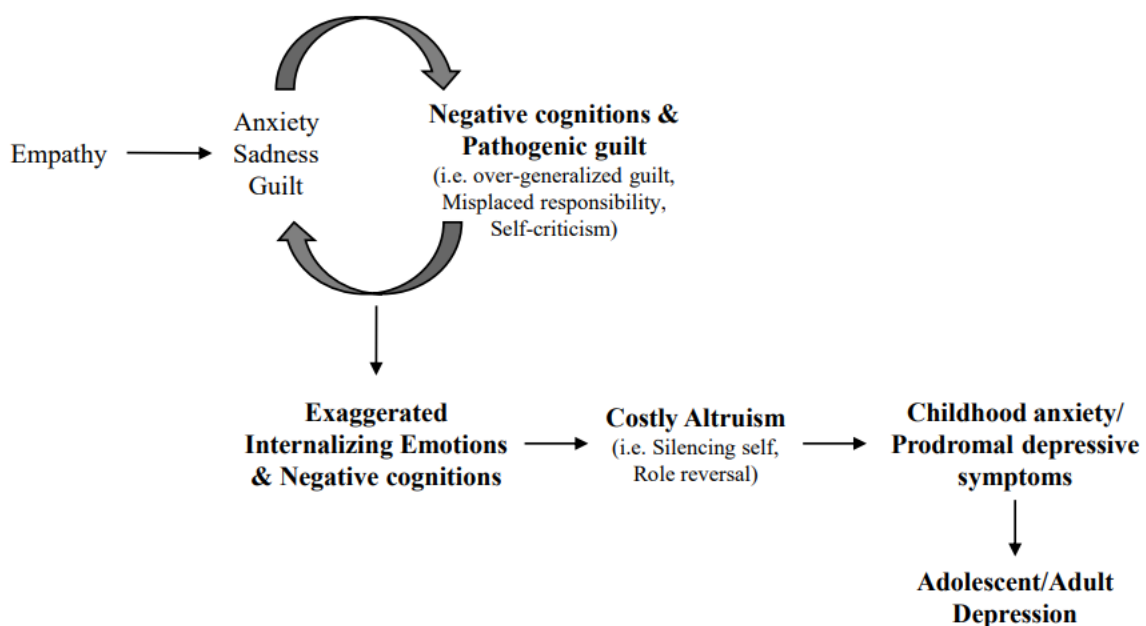 Empathy
Anxiety
Sadness
Guilt
Negative cognitions &
Pathogenic guilt
(i.e. over-generalized guilt,
Misplaced responsibility,
Self-criticism)
Exaggerated
Internalizing Emotions
& Negative cognitions
Costly Altruism
(i.e. Silencing self,
Role reversal)
Childhood anxiety/
Prodromal depressive
symptoms
Adolescent/Adult
Depression